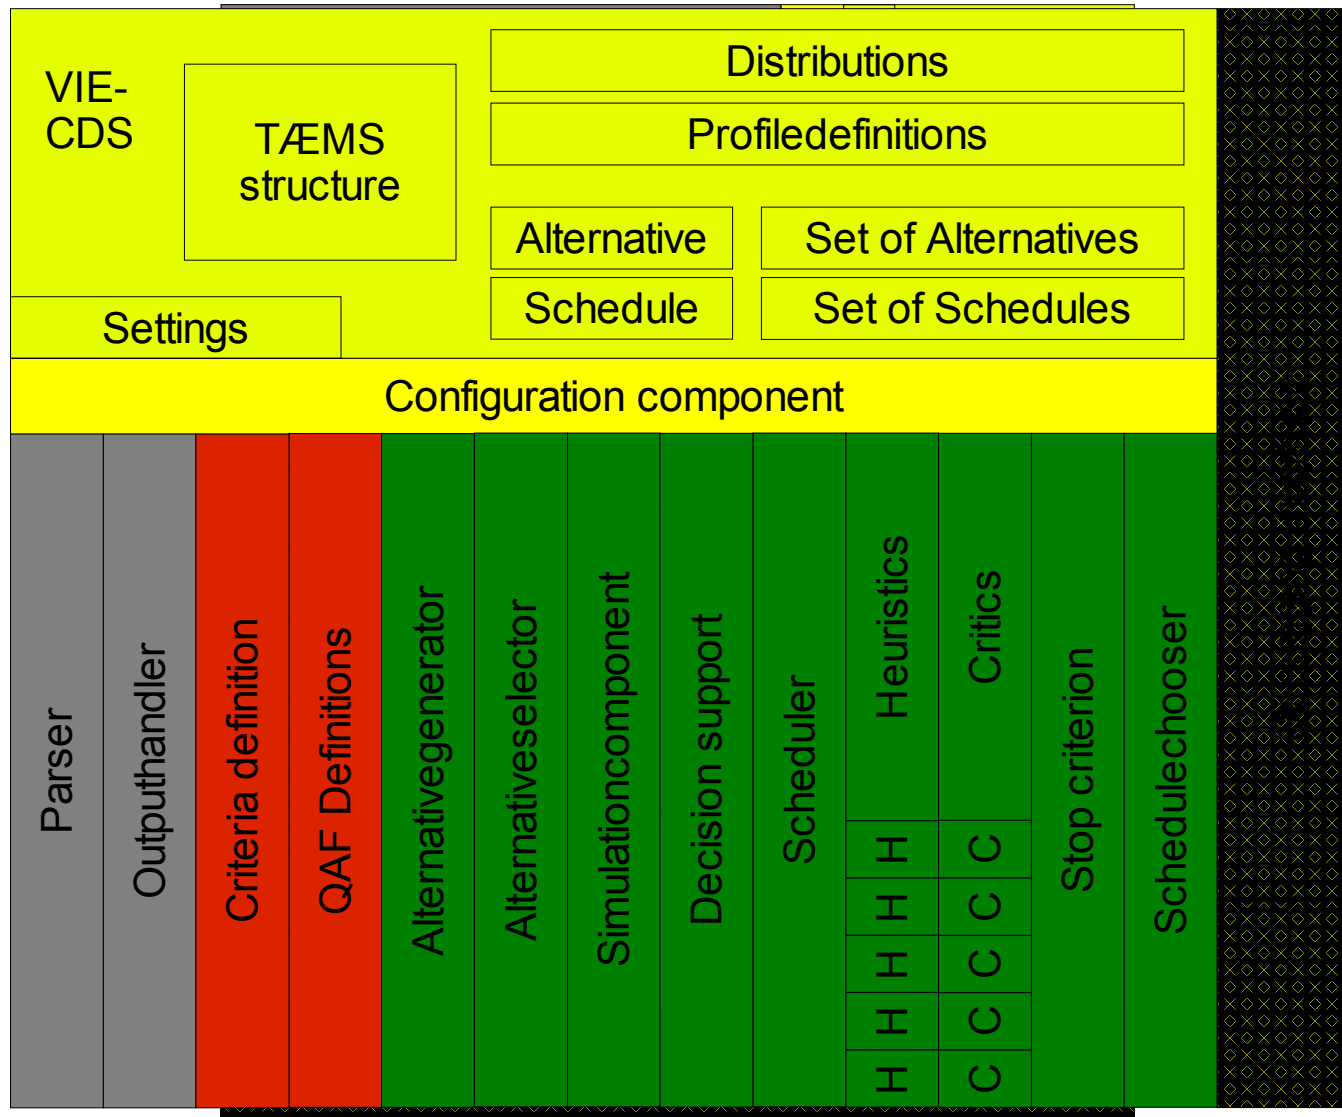 VIE-
CDS
TÆMS
structure
Distributions
Profiledefinitions
Alternative
Set of Alternatives
Schedule
Set of Schedules
Settings
Configuration component
Parser
Outputhandler
Criteria definition
QAF Definitions
Alternativegenerator
Alternativeselector
Simulationcomponent
Decision support
Scheduler
Heuristics
H
H
H
H
H
Critics
C
C
C
C
C
Stop criterion
Schedulechooser